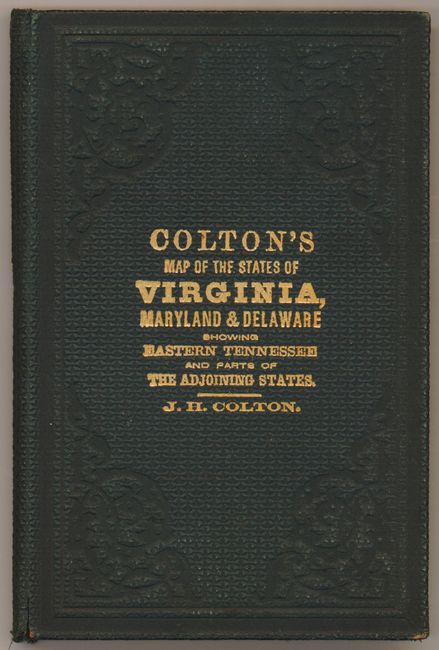 COLTON'S
MAP OF THE STATES OF
VIRGINIA,
MARYLAND & DELAWARE
SHOWING
EASTERN TENNESSEE
AND PARTS OF
THE ADJOINING STATES.
J. H. COLTON.